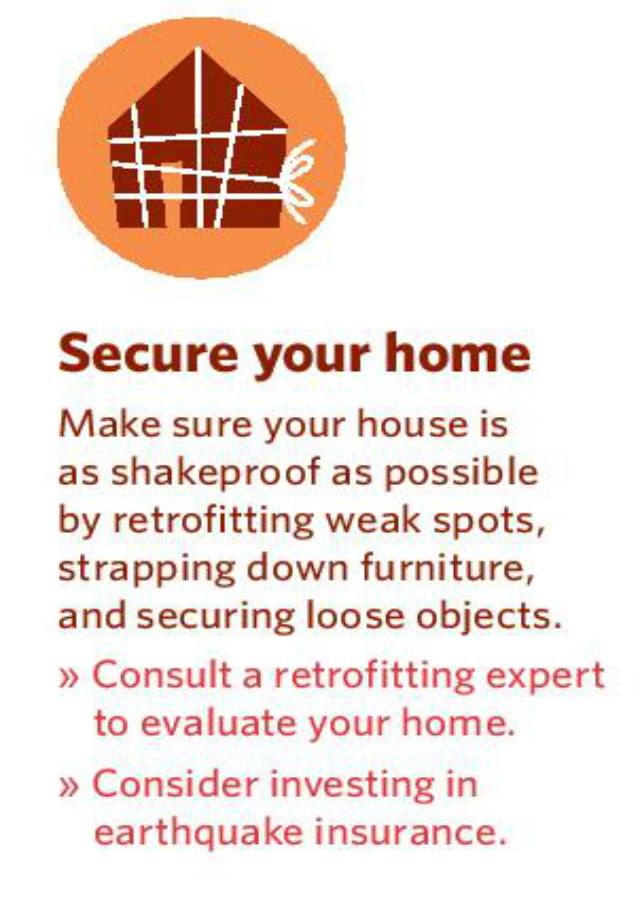 Secure your home
Make sure your house is
as shakeproof as possible
by retrofitting weak spots,
strapping down furniture,
and securing loose objects.
» Consult a retrofitting expert
to evaluate your home.
» Consider investing in
earthquake insurance.